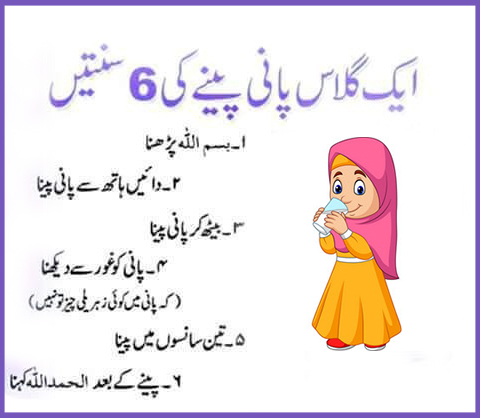 ایک گلاس پانی پینے کی 6 سنتیں
۱۔بسم اللہ پڑھنا
۲۔دائیں ہاتھ سے پانی پینا
۳۔بیٹھ کر پانی پینا
۴۔پانی کو غور سے دیکھنا
(کہ پانی میں کوئی زہریلی چیز تو نہیں)
۵۔تین سانسوں میں پینا
۶۔پینے کے بعد الحمدللہ کہنا